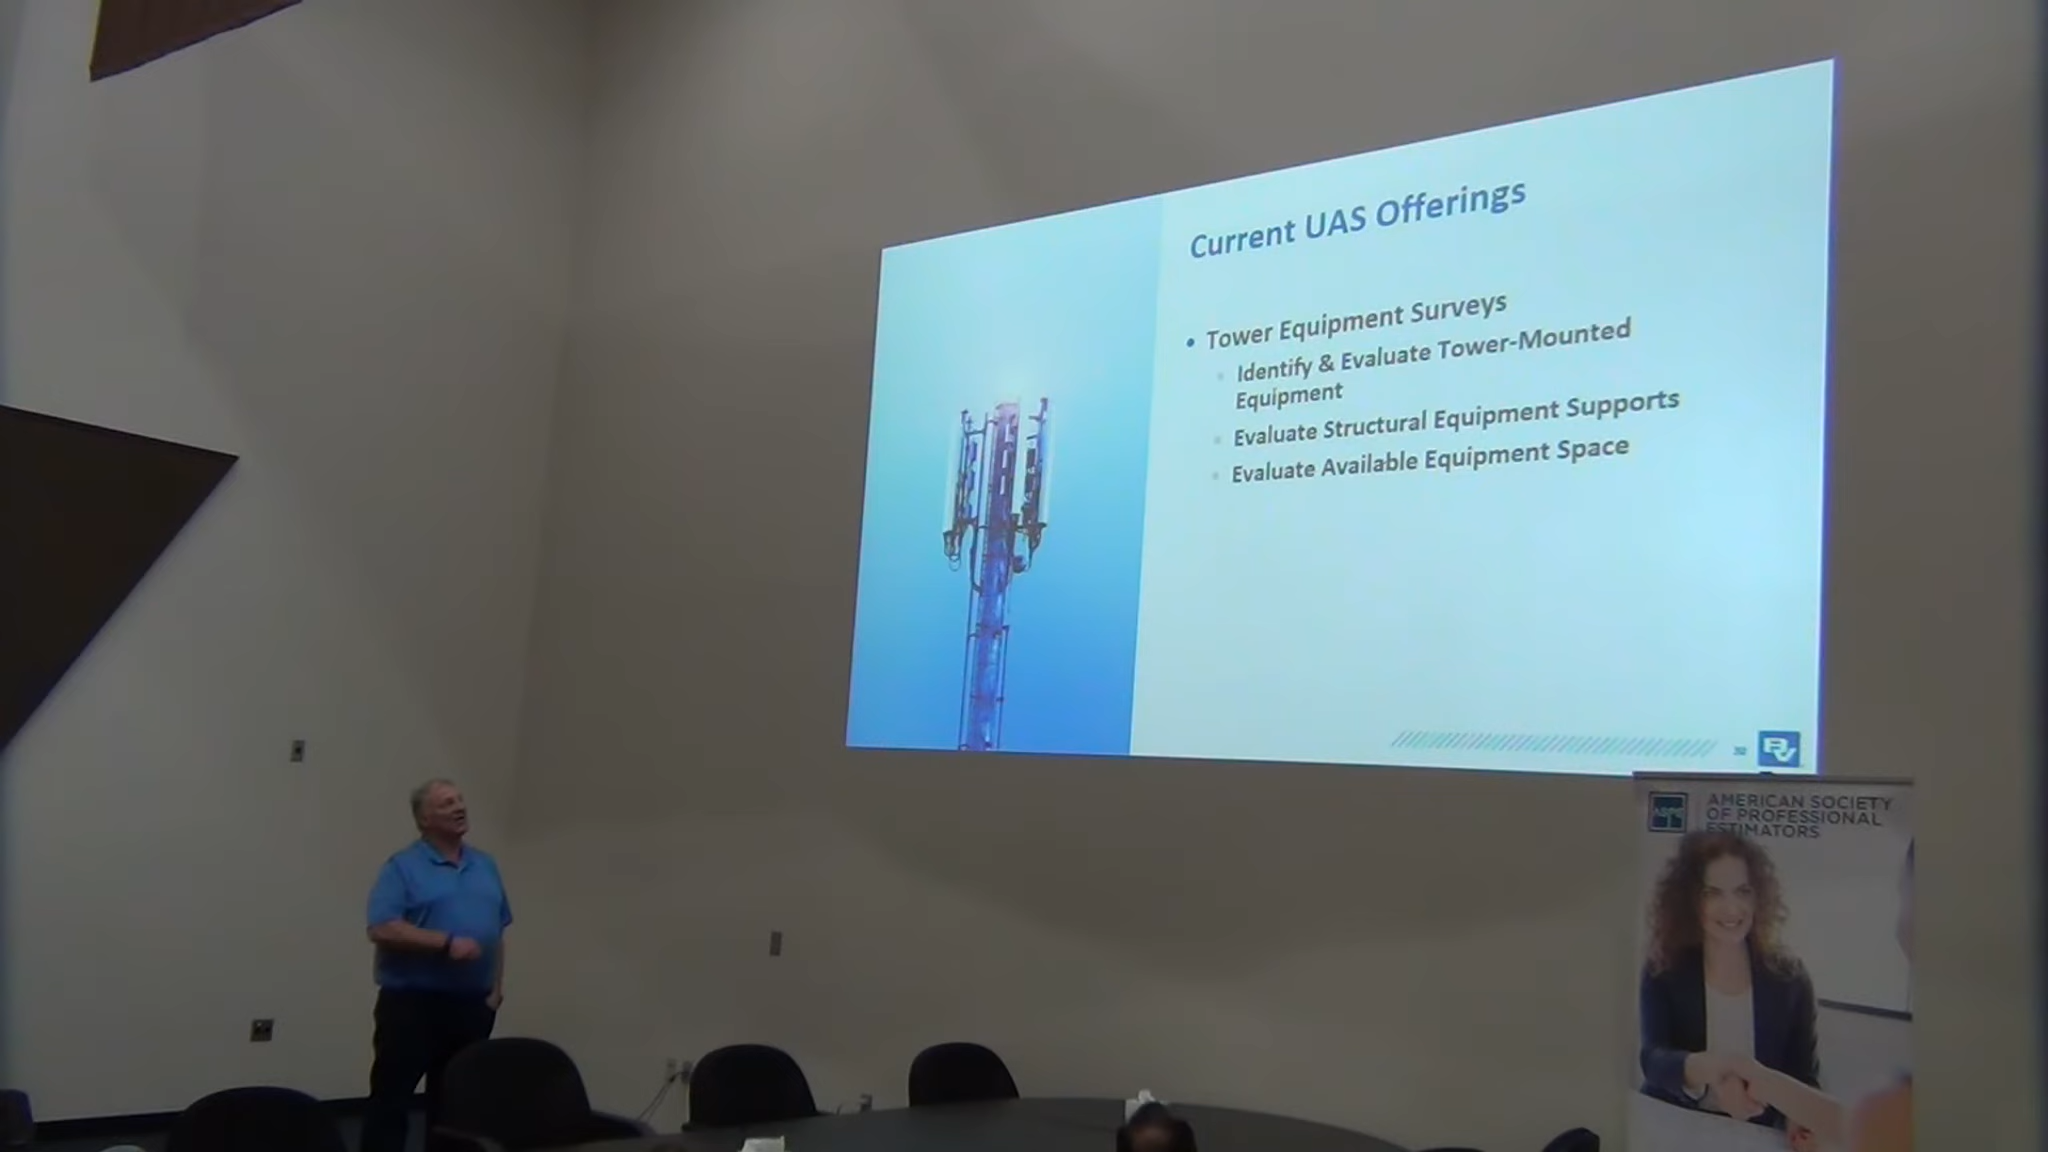 Current UAS Offerings
• Tower Equipment Surveys
Identify & Evaluate Tower-Mounted
Equipment
Evaluate Structural Equipment Supports
Evaluate Available Equipment Space
BV
AMERICAN SOCIETY
OF PROFESSIONAL
ESTIMATORS